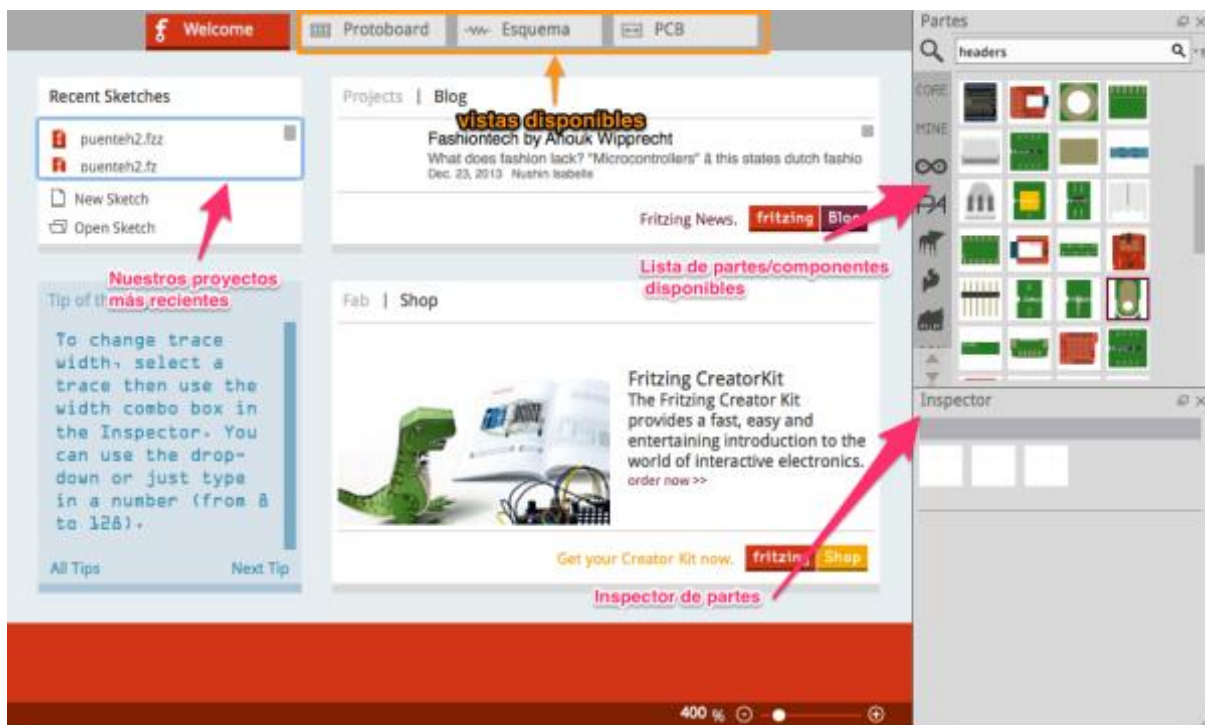 Welcome
Protoboard
Esquema
PCB
vistas disponibles
Recent Sketches
puenteh2.fzz
puenteh2.fz
New Sketch
Open Sketch
Nuestros proyectos
más recientes
Projects | Blog
Fashiontech by Anouk Wipprecht
What does fashion lack? "Microcontrollers" â this states dutch fashio
Dec. 23, 2013 Nushin Isabelle
Fritzing News. fritzing Blog
Lista de partes/componentes
disponibles
Tip of th
To change trace
width, select a
trace then use the
width combo box in
the Inspector. You
can use the drop-
down or just type
in a number (from 8
to 128).
All Tips
Next Tip
Fab | Shop
Fritzing CreatorKit
The Fritzing Creator Kit
provides a fast, easy and
entertaining introduction to the
world of interactive electronics.
order now >>
Get your Creator Kit now. fritzing Shop
Inspector de partes
400 %
Partes
headers
CORE
MINE
Inspector